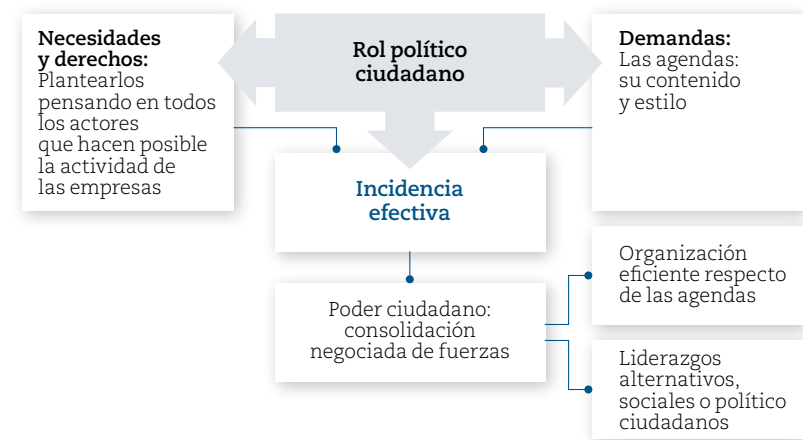 Necesidades
y derechos:
Plantearlos
pensando en todos
los actores
que hacen posible
la actividad de
las empresas
Rol político
ciudadano
Demandas:
Las agendas:
su contenido
y estilo
Incidencia
efectiva
Poder ciudadano:
consolidación
negociada de fuerzas
Organización
eficiente respecto
de las agendas
Liderazgos
alternativos,
sociales o político
ciudadanos